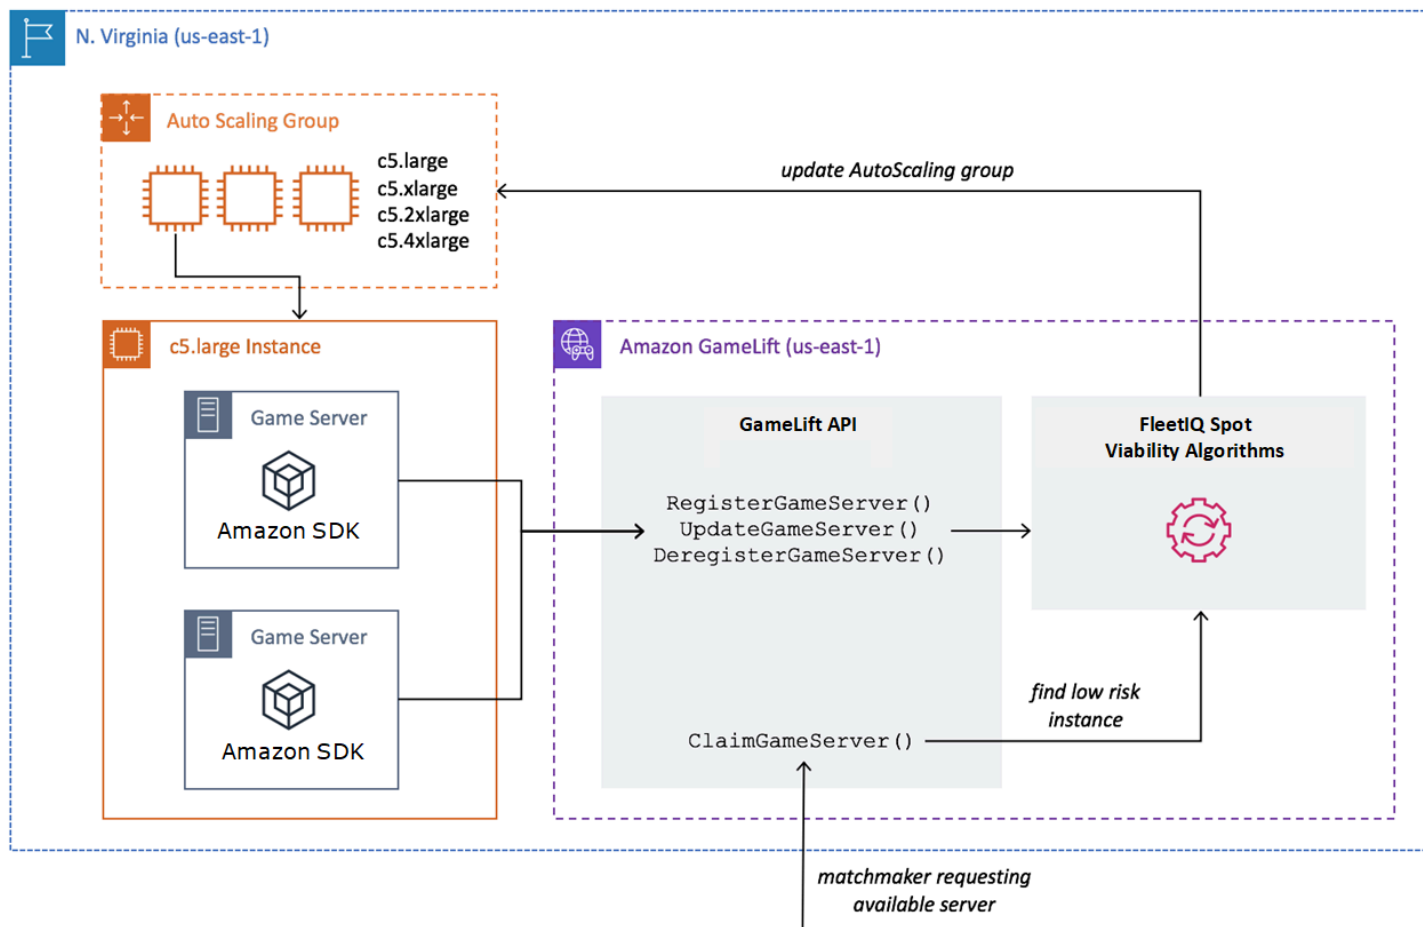 N. Virginia (us-east-1)
Auto Scaling Group
c5.large
c5.xlarge
c5.2xlarge
c5.4xlarge
update AutoScaling group
c5.large Instance
Game Server
Amazon SDK
Game Server
Amazon SDK
Amazon GameLift (us-east-1)
GameLift API
RegisterGameServer()
UpdateGameServer()
DeregisterGameServer()
ClaimGameServer()
FleetIQ Spot
Viability Algorithms
find low risk
instance
matchmaker requesting
available server